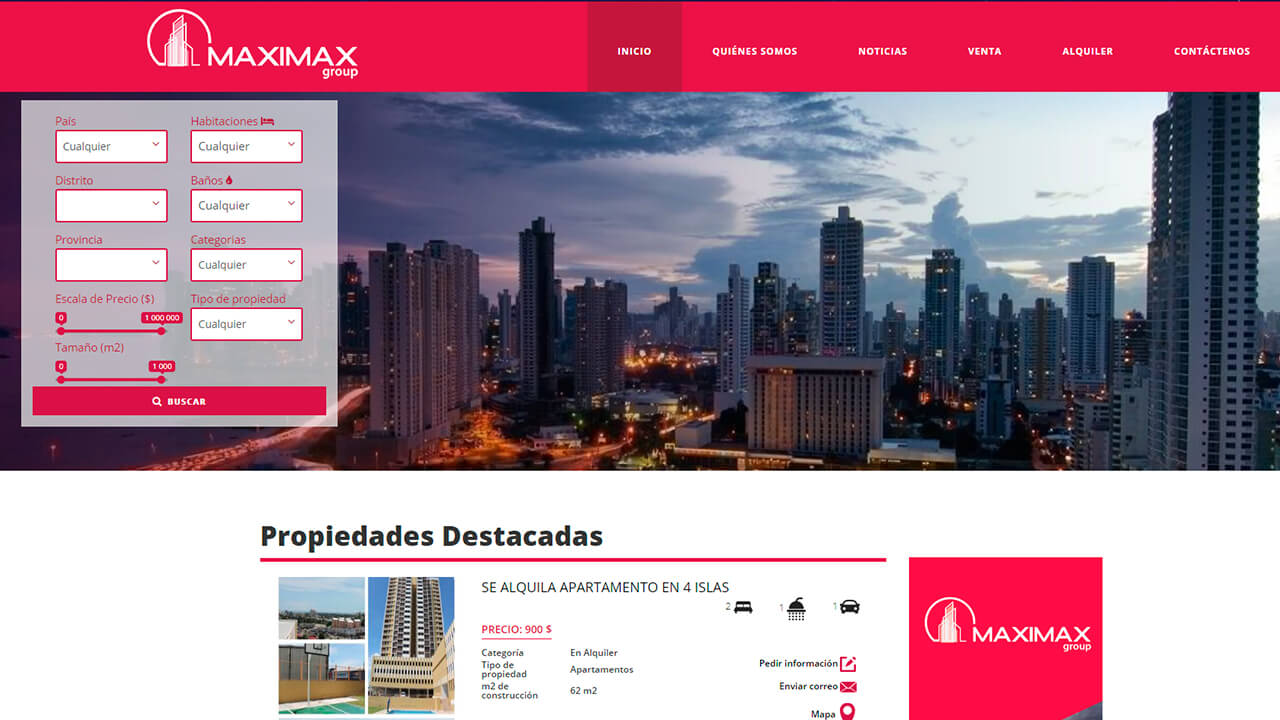 MAXIMAX
group
INICIO
QUIÉNES SOMOS
NOTICIAS
VENTA
ALQUILER
CONTÁCTENOS
País
Cualquier
Habitaciones
Cualquier
Distrito
Baños
Cualquier
Provincia
Categorias
Cualquier
Escala de Precio ($)
0
1 000 000
Tipo de propiedad
Cualquier
Tamaño (m2)
0
1 000
BUSCAR
Propiedades Destacadas
SE ALQUILA APARTAMENTO EN 4 ISLAS
2
1
1
PRECIO: 900 $
Categoría
En Alquiler
Tipo de
propiedad
Apartamentos
m2 de
construcción
62 m2
Pedir información
Enviar correo
Mapa
MAXIMAX
group